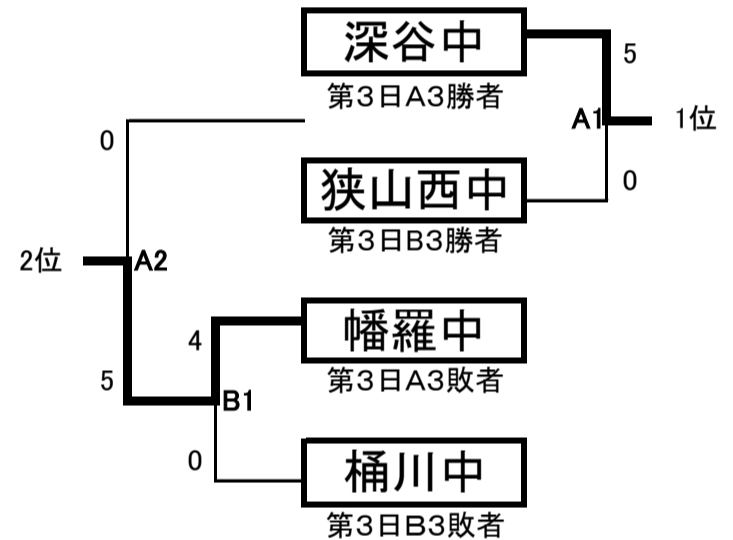 深谷中
第3日A3勝者
5
A1
1位
0
0
狭山西中
第3日B3勝者
2位
A2
幡羅中
第3日A3敗者
4
5
B1
0
桶川中
第3日B3敗者